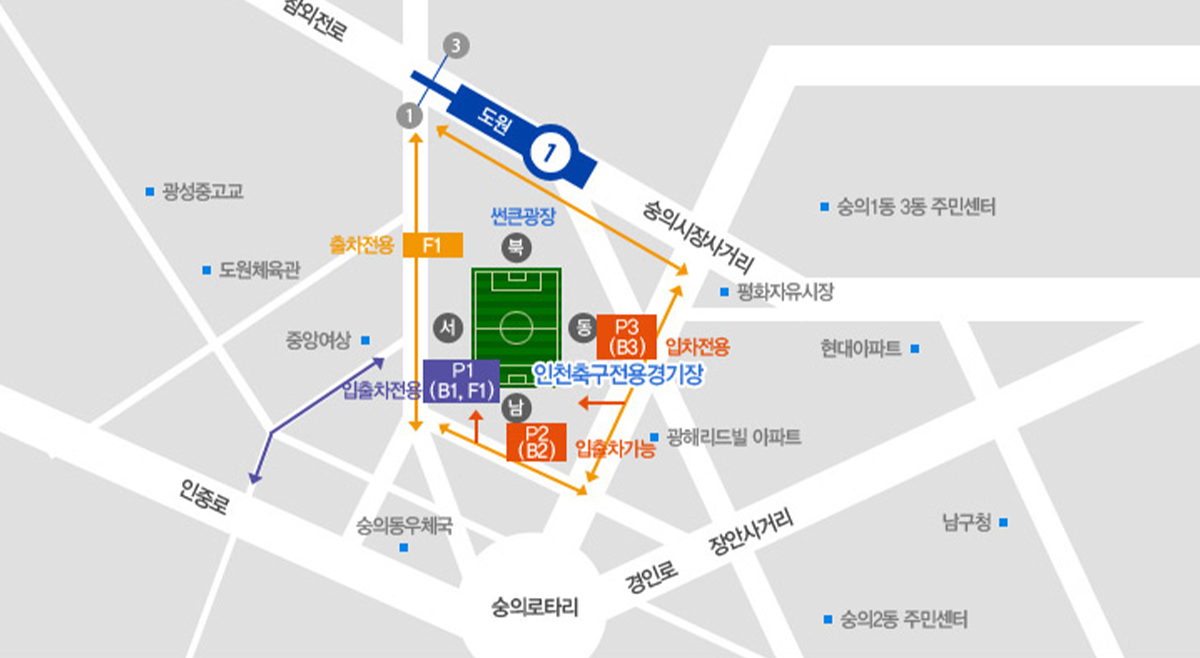 참외전로
3
1
도원
1
광성중고교
숭의시장사거리
숭의1동 3동 주민센터
썬큰광장
출차전용
F1
북
도원체육관
평화자유시장
서
동
P3
(B3)
입차전용
중앙여상
현대아파트
P1
(B1, F1)
입출차전용
인천축구전용경기장
남
P2
(B2)
입출차가능
광해리드빌 아파트
인중로
숭의동우체국
장안사거리
남구청
경인로
숭의로타리
숭의2동 주민센터